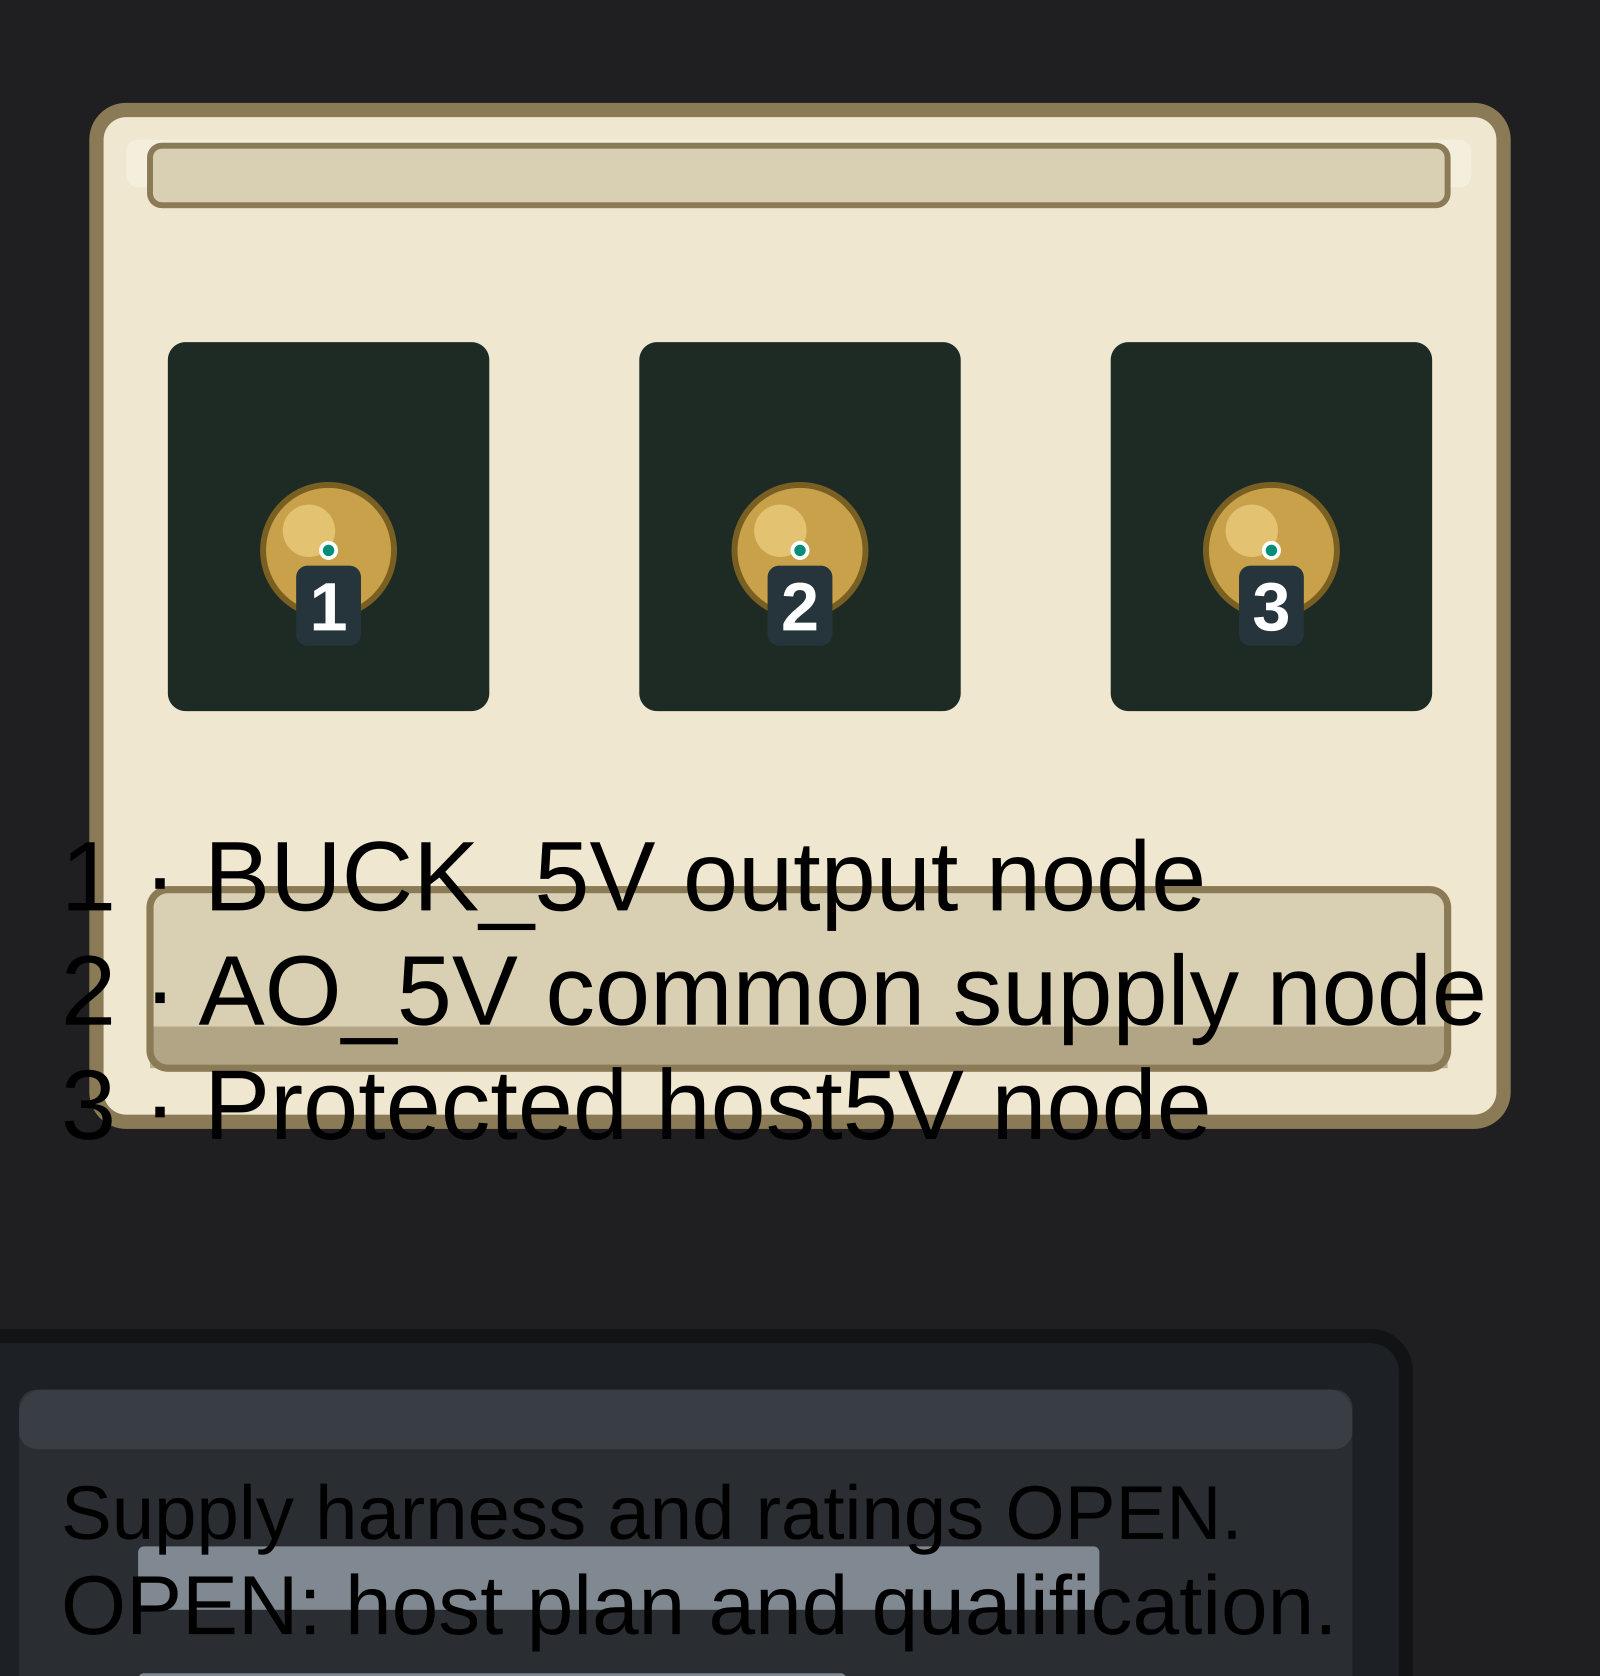 1 2 3
1 · BUCK_5V output node
2 · AO_5V common supply node
3 · Protected host5V node
Supply harness and ratings OPEN.
OPEN: host plan and qualification.